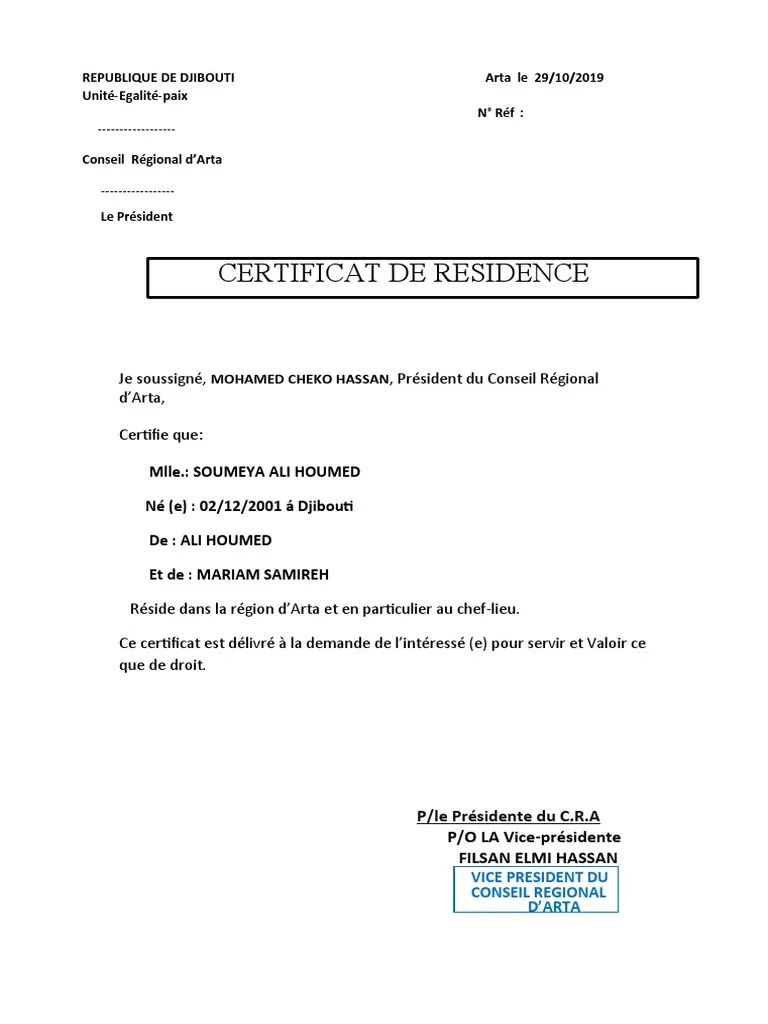 REPUBLIQUE DE DJIBOUTI
Arta le 29/10/2019
Unité-Egalité-paix
N° Réf :
------------------
Conseil Régional d’Arta
-----------------
Le Président
CERTIFICAT DE RESIDENCE
Je soussigné, MOHAMED CHEKO HASSAN, Président du Conseil Régional
d’Arta,
Certifie que:
Mlle.: SOUMEYA ALI HOUMED
Né (e) : 02/12/2001 á Djibouti
De : ALI HOUMED
Et de : MARIAM SAMIREH
Réside dans la région d’Arta et en particulier au chef-lieu.
Ce certificat est délivré à la demande de l’intéressé (e) pour servir et Valoir ce
que de droit.
P/le Présidente du C.R.A
P/O LA Vice-présidente
FILSAN ELMI HASSAN
VICE PRESIDENT DU
CONSEIL REGIONAL
D’ARTA